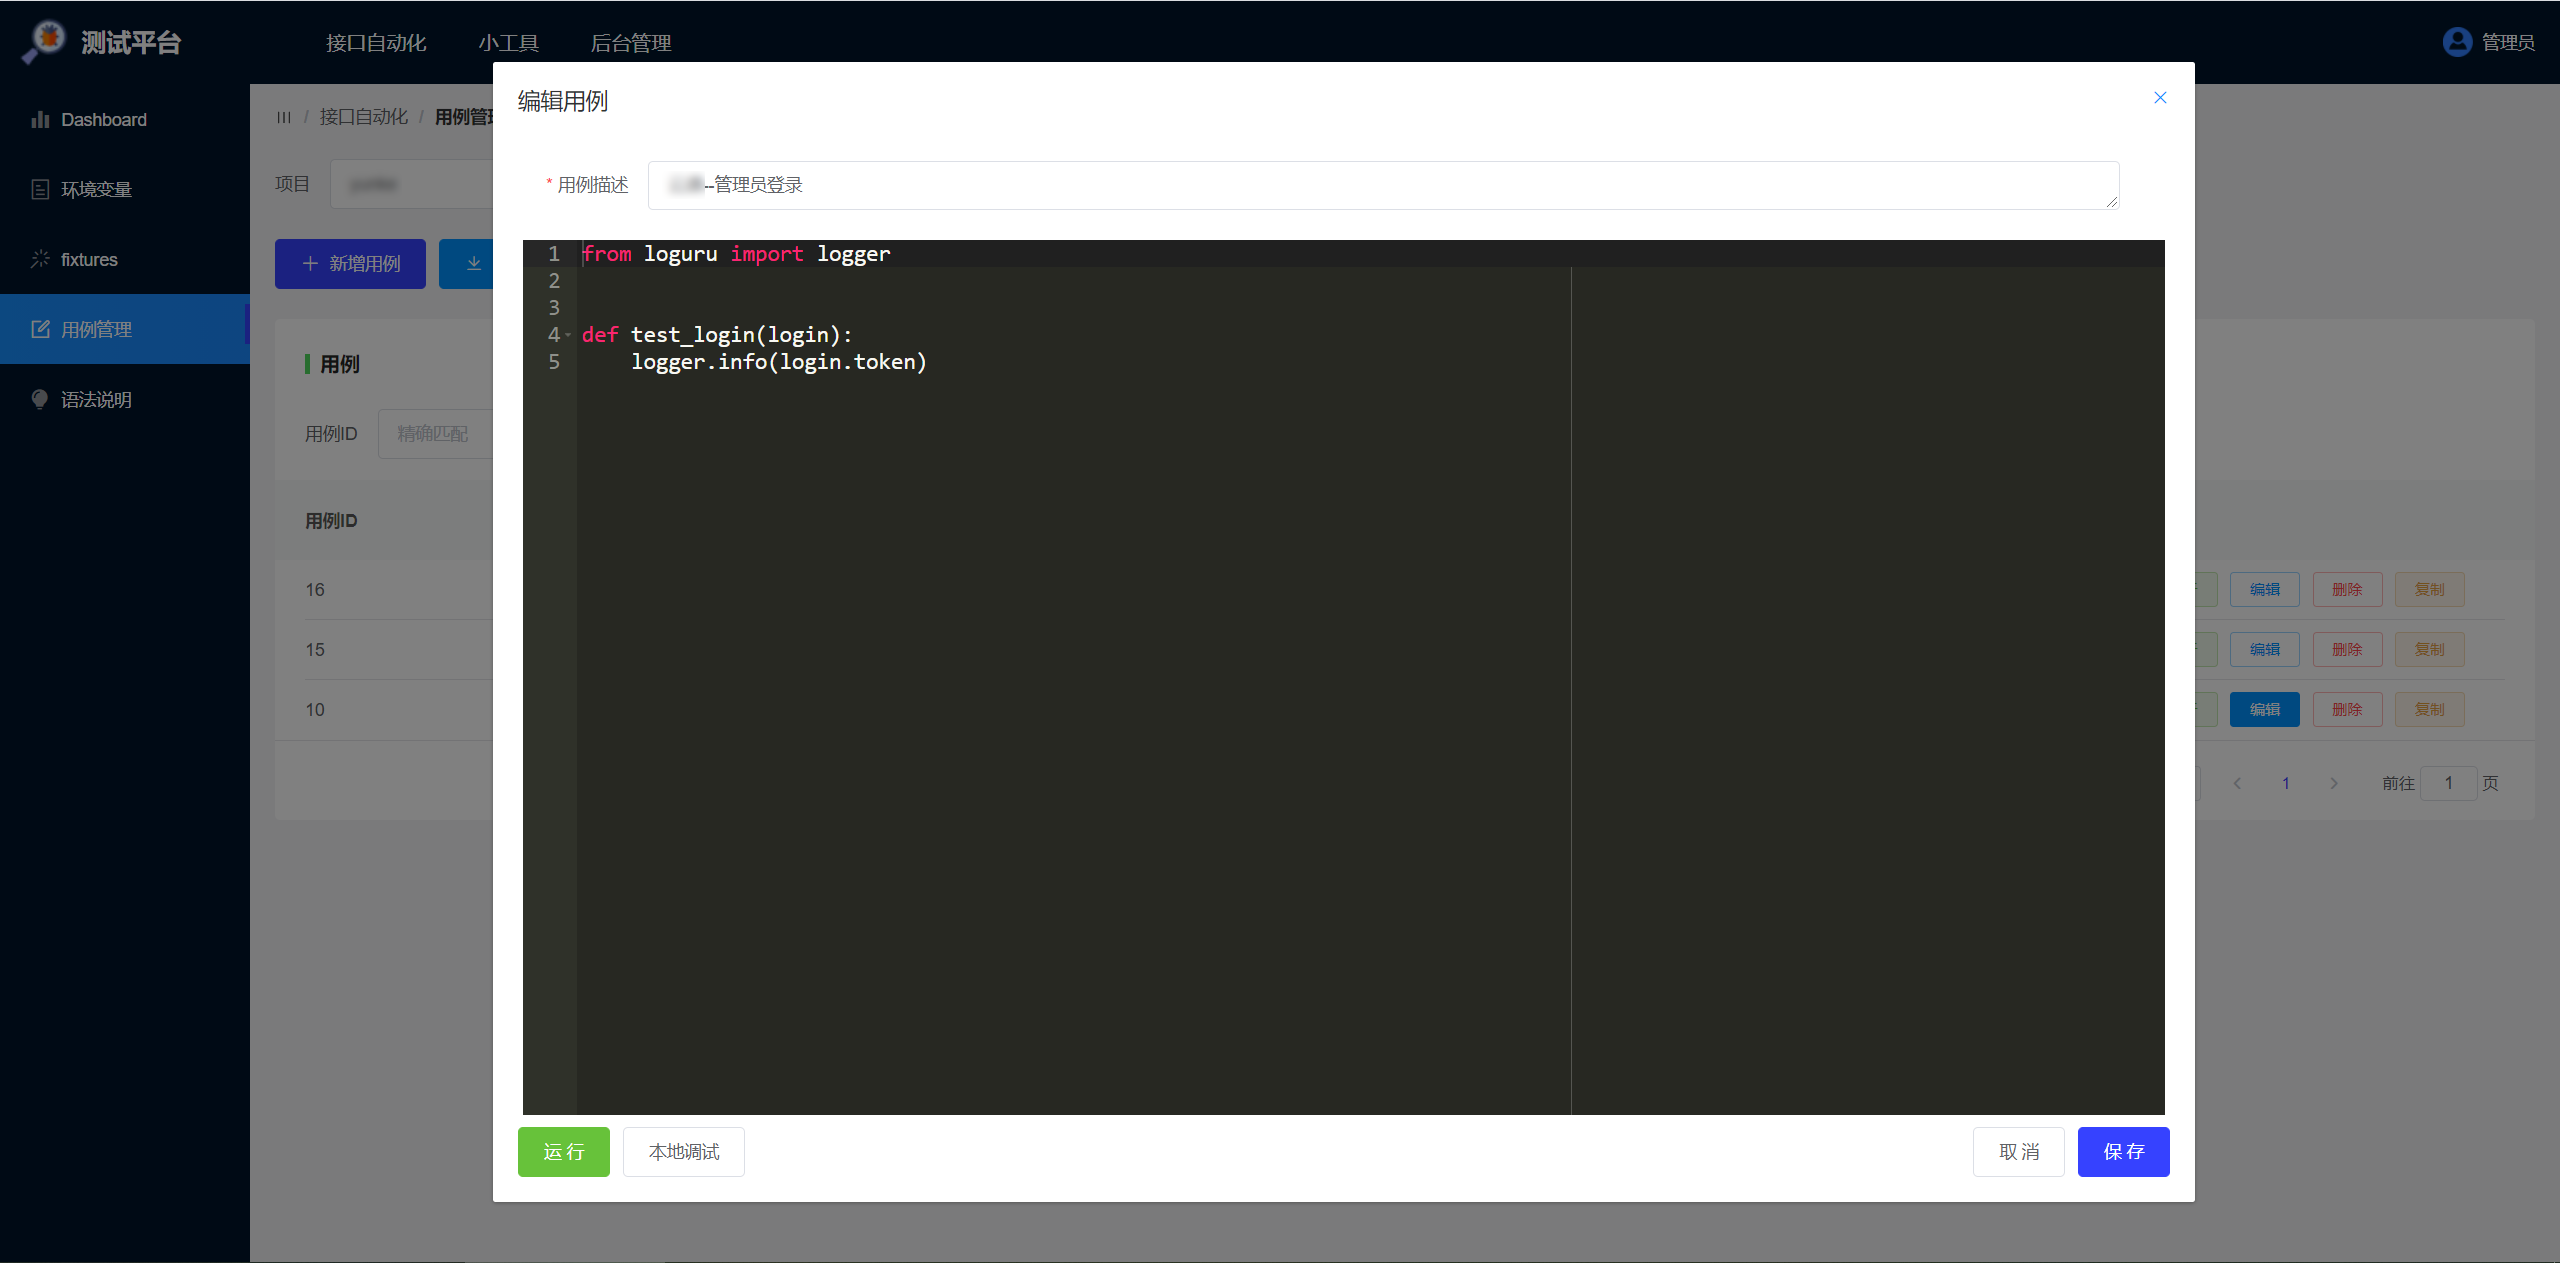 测试平台
接口自动化 小工具 后台管理
管理员
Dashboard
环境变量
fixtures
用例管理
语法说明
/ 接口自动化 / 用例管
项目
新增用例
用例
用例ID 精确匹配
用例ID
16
15
10
编辑 删除 复制
编辑 删除 复制
编辑 删除 复制
1 前往 1 页
编辑用例
* 用例描述 --管理员登录
1 from loguru import logger
2
3
4 def test_login(login):
5 logger.info(login.token)
运行 本地调试 取消 保存